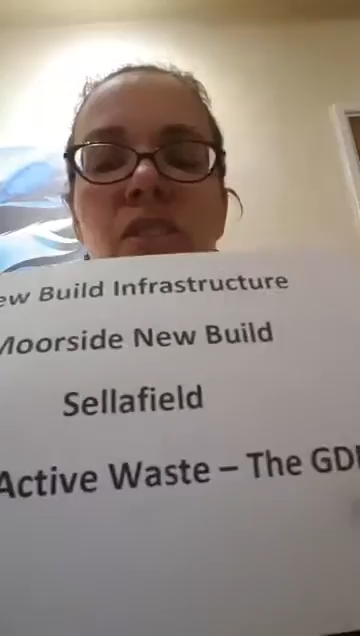 ew Build Infrastructure
Moorside New Build
Sellafield
Active Waste – The GD